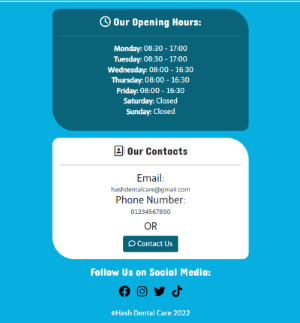 Our Opening Hours:
Monday: 08:30 - 17:00
Tuesday: 08:30 - 17:00
Wednesday: 08:00 - 16:30
Thursday: 08:00 - 16:30
Friday: 08:00 - 16:30
Saturday: Closed
Sunday: Closed
Our Contacts
Email:
hashdentalcare@gmail.com
Phone Number:
01234567890
OR
Contact Us
Follow Us on Social Media:
©Hash Dental Care 2022